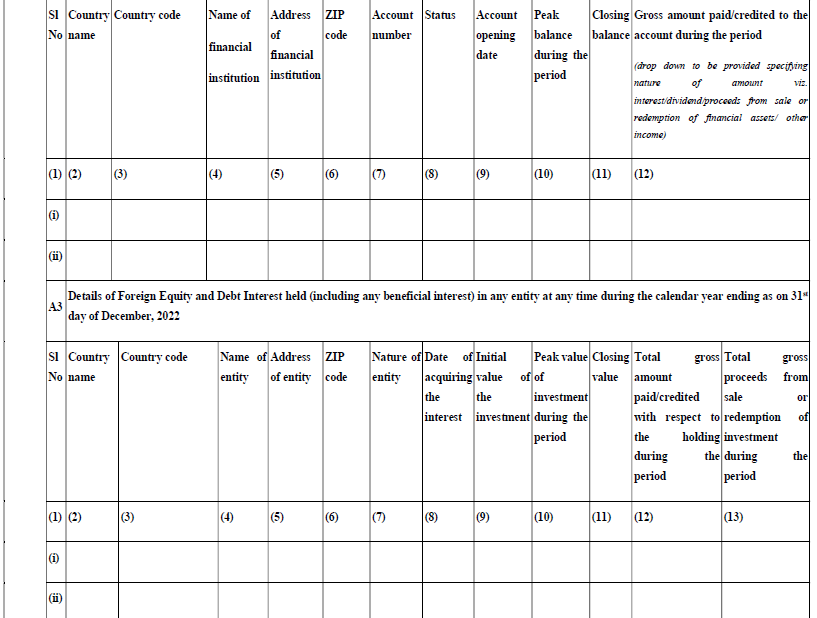 Sl No Country name Country code Name of financial institution Address of financial institution ZIP code Account number Status Account opening date Peak balance during the period Closing balance Gross amount paid/credited to the account during the period
(drop down to be provided specifying nature of amount viz. interest/dividend/proceeds from sale or redemption of financial assets/ other income)
(1) (2) (3) (4) (5) (6) (7) (8) (9) (10) (11) (12)
(i)
(ii)
A3 Details of Foreign Equity and Debt Interest held (including any beneficial interest) in any entity at any time during the calendar year ending as on 31st
day of December, 2022
Sl No Country name Country code Name of entity Address of entity ZIP code Nature of entity Date of acquiring the interest Initial value of the investment Peak value of investment during the period Closing value Total gross amount paid/credited with respect to the holding during the period Total gross proceeds from sale or redemption of investment during the period
(1) (2) (3) (4) (5) (6) (7) (8) (9) (10) (11) (12) (13)
(i)
(ii)